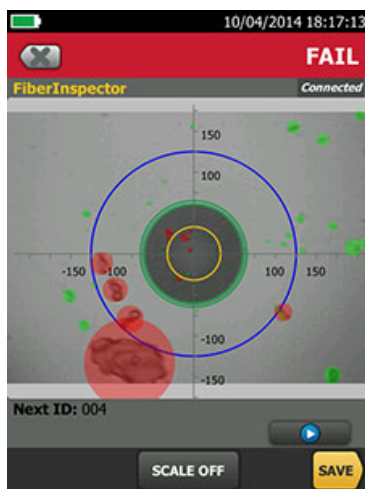 10/04/2014 18:17:13
FAIL
FiberInspector Connected
150
100
-150 -100 100 150
-100
-150
Next ID: 004
SCALE OFF SAVE